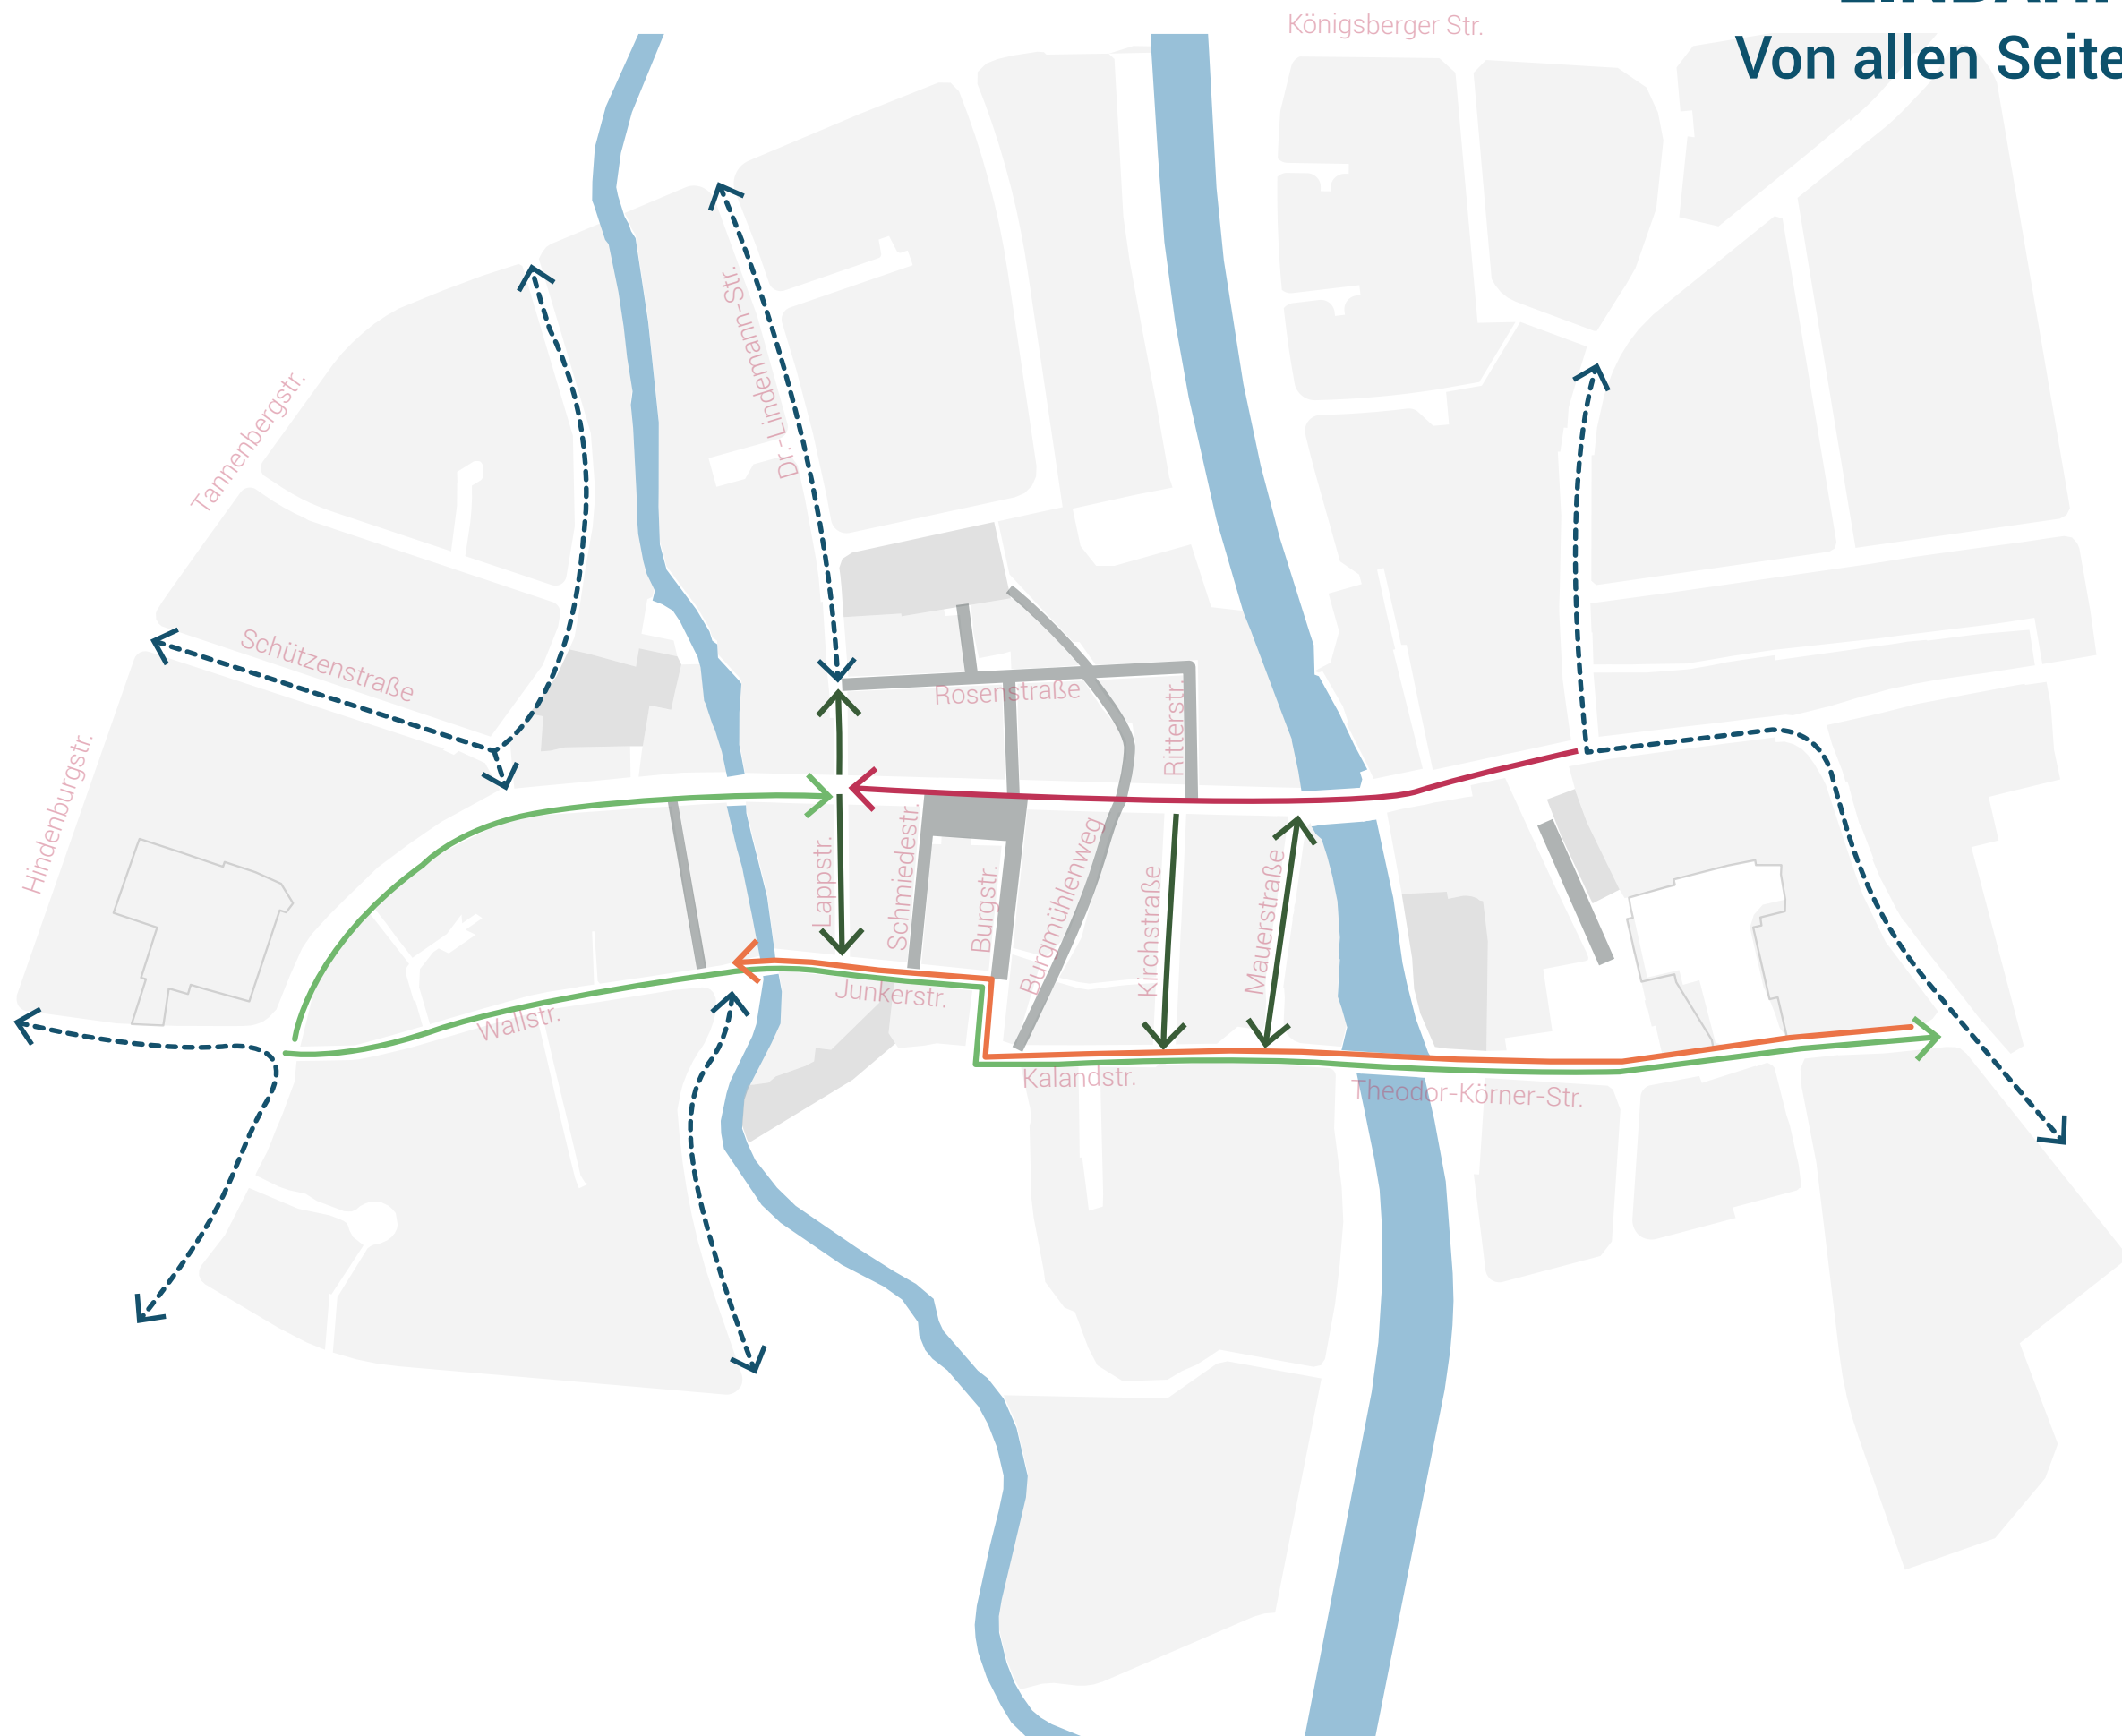 Königsberger Str.
Von allen Seite
Dr.-Lindemann-Str.
Tannenbergstr.
Schützenstraße
Rosenstraße
Ritterstr.
Hindenburgstr.
Lappstr.
Schmiedestr.
Burgstr.
Burgmühlenweg
Kirchstraße
Mauerstraße
Junkerstr.
Wallstr.
Kalandstr.
Theodor-Körner-Str.